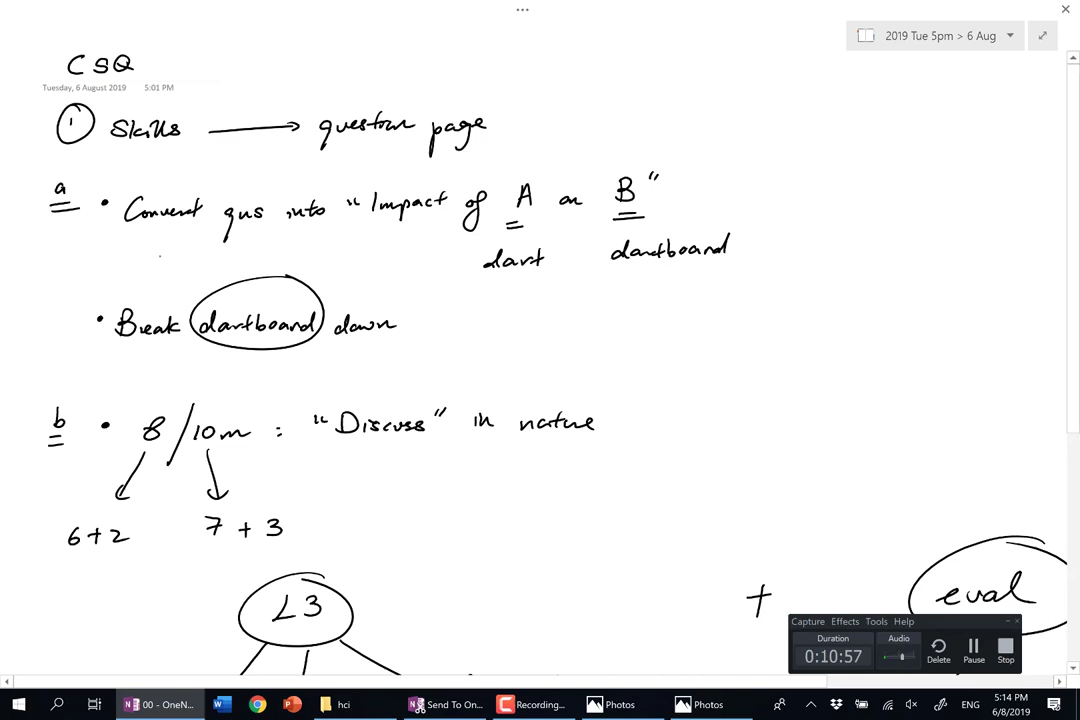 2019 Tue 5pm > 6 Aug
CSQ
Tuesday, 6 August 2019 5:01 PM
① Skills → question page
a • Convert qns into "Impact of A on B"
dart dartboard
• Break dartboard down
b • 8/10m : "Discuss" in nature
6+2 7+3
L3 + eval
Capture Effects Tools Help
Duration Audio
0:10:57 Delete Pause Stop
00 - OneN... hci Send To On... Recording... Photos Photos ENG 5:14 PM
6/8/2019